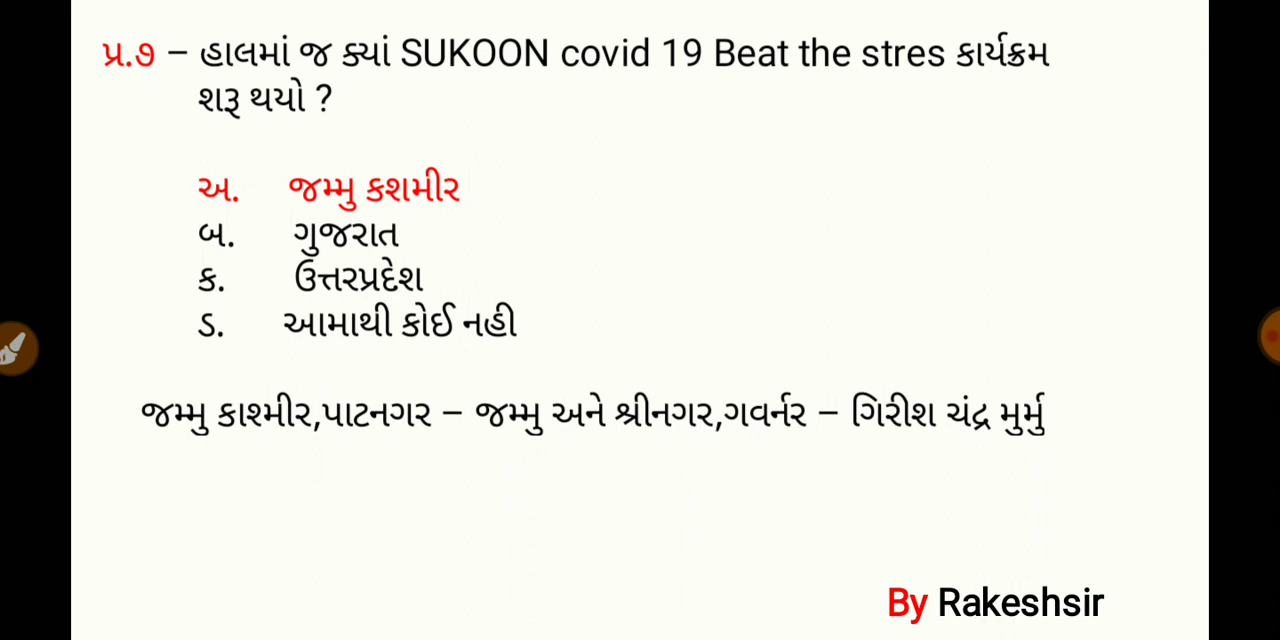 પ્ર.૭ – હાલમાં જ ક્યાં SUKOON covid 19 Beat the stres કાર્યક્રમ
શરૂ થયો ?
અ. જમ્મુ કશમીર
બ. ગુજરાત
ક. ઉત્તરપ્રદેશ
ડ. આમાથી કોઈ નહી
જમ્મુ કાશ્મીર,પાટનગર – જમ્મુ અને શ્રીનગર,ગવર્નર – ગિરીશ ચંદ્ર મુર્મુ
By Rakeshsir